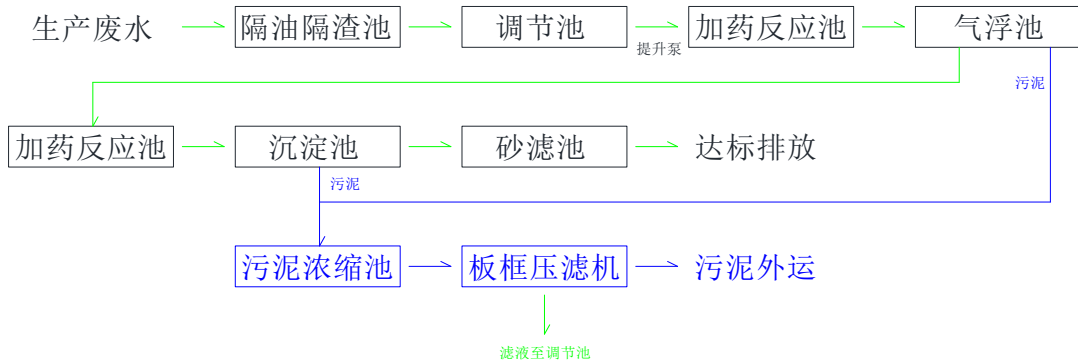 生产废水
隔油隔渣池
调节池
提升泵
加药反应池
气浮池
污泥
加药反应池
沉淀池
砂滤池
达标排放
污泥
污泥浓缩池
板框压滤机
污泥外运
滤液至调节池